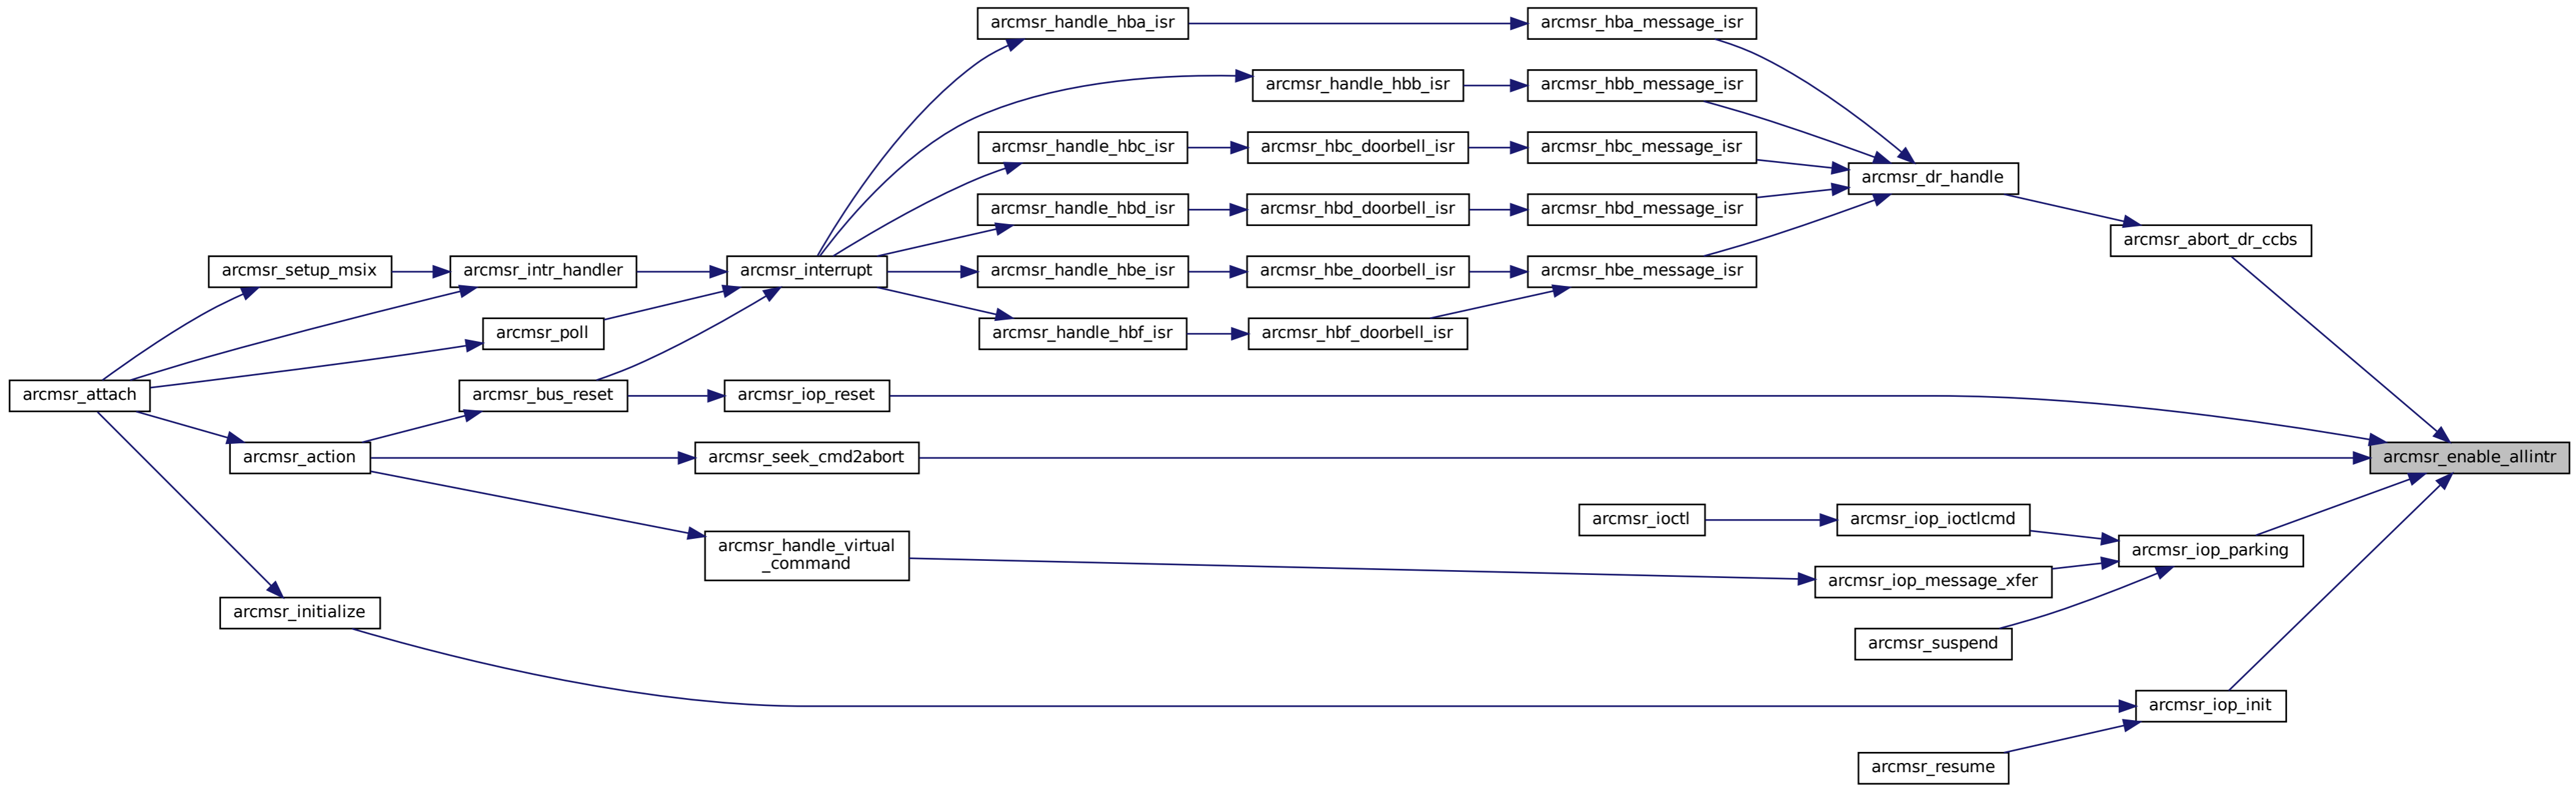 arcmsr_handle_hba_isr
arcmsr_hba_message_isr
arcmsr_handle_hbb_isr
arcmsr_hbb_message_isr
arcmsr_handle_hbc_isr
arcmsr_hbc_doorbell_isr
arcmsr_hbc_message_isr
arcmsr_dr_handle
arcmsr_handle_hbd_isr
arcmsr_hbd_doorbell_isr
arcmsr_hbd_message_isr
arcmsr_abort_dr_ccbs
arcmsr_setup_msix
arcmsr_intr_handler
arcmsr_interrupt
arcmsr_handle_hbe_isr
arcmsr_hbe_doorbell_isr
arcmsr_hbe_message_isr
arcmsr_poll
arcmsr_handle_hbf_isr
arcmsr_hbf_doorbell_isr
arcmsr_attach
arcmsr_bus_reset
arcmsr_iop_reset
arcmsr_action
arcmsr_seek_cmd2abort
arcmsr_enable_allintr
arcmsr_ioctl
arcmsr_iop_ioctlcmd
arcmsr_handle_virtual
_command
arcmsr_iop_parking
arcmsr_iop_message_xfer
arcmsr_initialize
arcmsr_suspend
arcmsr_iop_init
arcmsr_resume